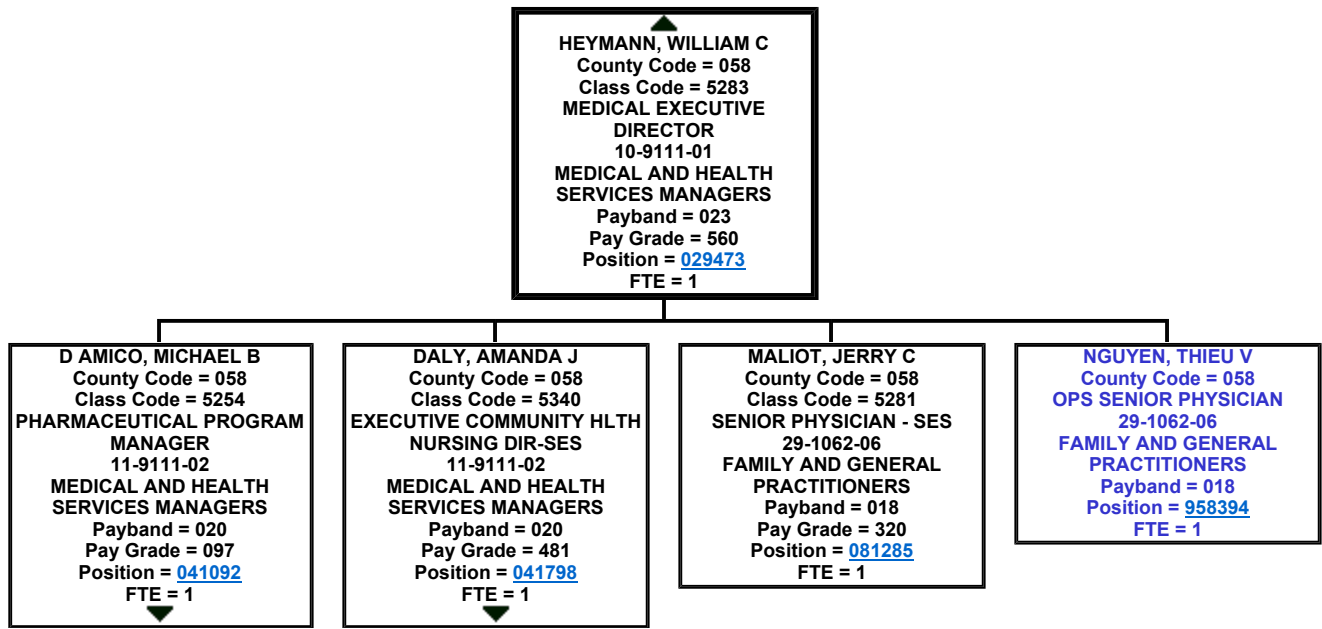 HEYMANN, WILLIAM C
County Code = 058
Class Code = 5283
MEDICAL EXECUTIVE
DIRECTOR
10-9111-01
MEDICAL AND HEALTH
SERVICES MANAGERS
Payband = 023
Pay Grade = 560
Position = 029473
FTE = 1
D AMICO, MICHAEL B
County Code = 058
Class Code = 5254
PHARMACEUTICAL PROGRAM
MANAGER
11-9111-02
MEDICAL AND HEALTH
SERVICES MANAGERS
Payband = 020
Pay Grade = 097
Position = 041092
FTE = 1
DALY, AMANDA J
County Code = 058
Class Code = 5340
EXECUTIVE COMMUNITY HLTH
NURSING DIR-SES
11-9111-02
MEDICAL AND HEALTH
SERVICES MANAGERS
Payband = 020
Pay Grade = 481
Position = 041798
FTE = 1
MALIOT, JERRY C
County Code = 058
Class Code = 5281
SENIOR PHYSICIAN - SES
29-1062-06
FAMILY AND GENERAL
PRACTITIONERS
Payband = 018
Pay Grade = 320
Position = 081285
FTE = 1
NGUYEN, THIEU V
County Code = 058
OPS SENIOR PHYSICIAN
29-1062-06
FAMILY AND GENERAL
PRACTITIONERS
Payband = 018
Position = 958394
FTE = 1